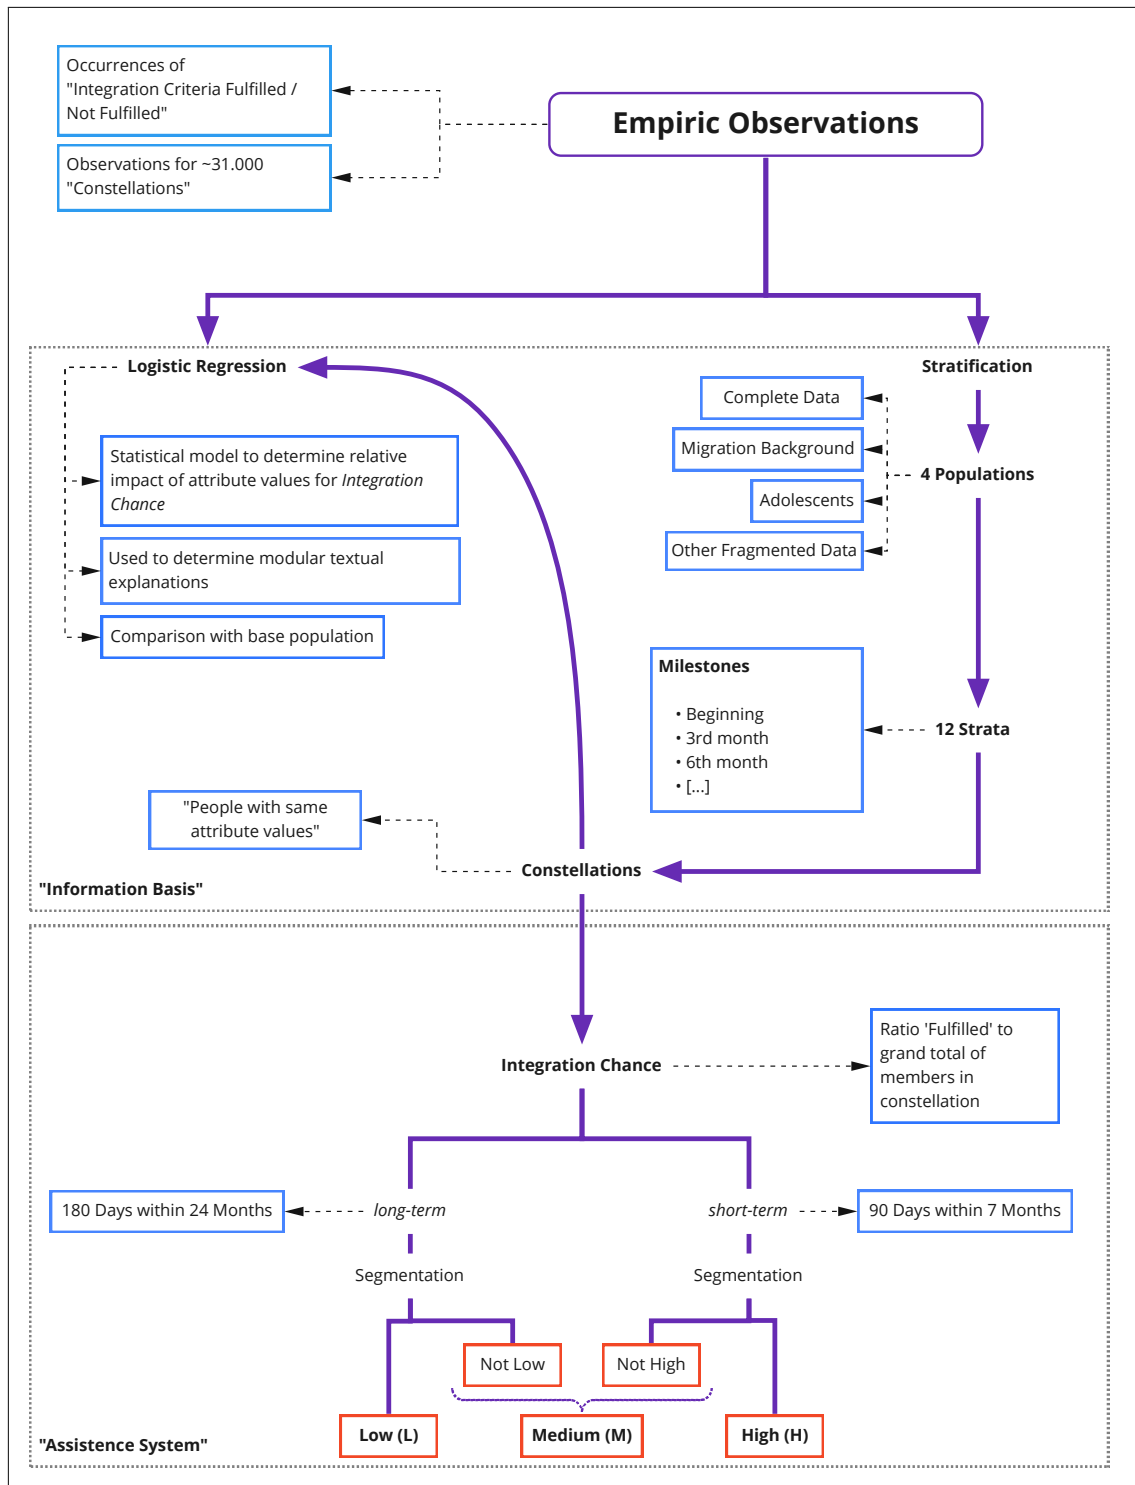 Occurrences of
"Integration Criteria Fulfilled /
Not Fulfilled"
Observations for ~31.000
"Constellations"
Empiric Observations
Logistic Regression
Statistical model to determine relative
impact of attribute values for Integration
Chance
Used to determine modular textual
explanations
Comparison with base population
Stratification
Complete Data
Migration Background
Adolescents
Other Fragmented Data
4 Populations
Milestones
• Beginning
• 3rd month
• 6th month
• [...]
12 Strata
"People with same
attribute values"
Constellations
"Information Basis"
Integration Chance
Ratio 'Fulfilled' to
grand total of
members in
constellation
180 Days within 24 Months
long-term
short-term
90 Days within 7 Months
Segmentation
Segmentation
Not Low
Not High
Low (L)
Medium (M)
High (H)
"Assistence System"